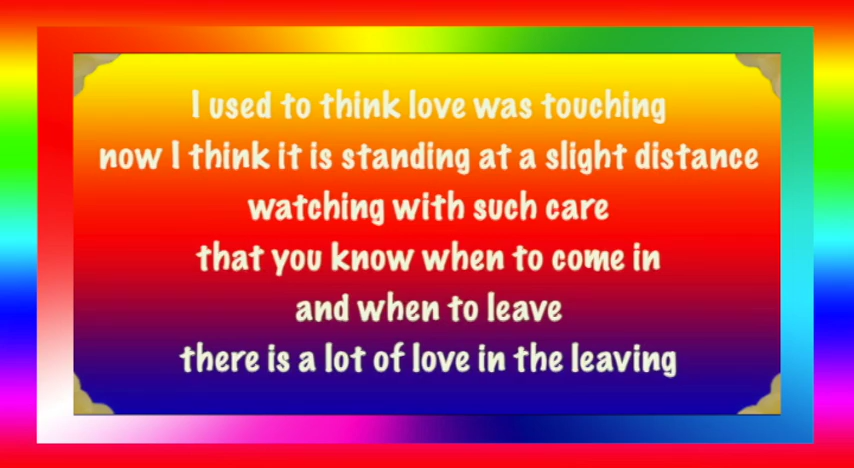 I used to think love was touching
now I think it is standing at a slight distance
watching with such care
that you know when to come in
and when to leave
there is a lot of love in the leaving